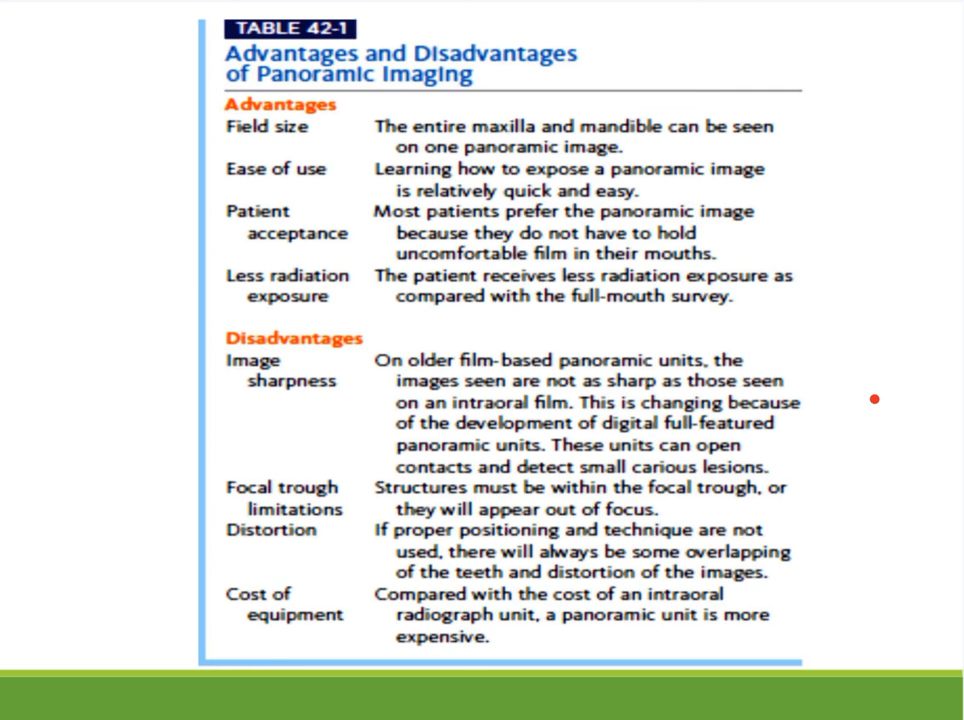 TABLE 42-1
Advantages and Disadvantages
of Panoramic Imaging
Advantages
Field size The entire maxilla and mandible can be seen
on one panoramic image.
Ease of use Learning how to expose a panoramic image
is relatively quick and easy.
Patient Most patients prefer the panoramic image
acceptance because they do not have to hold
uncomfortable film in their mouths.
Less radiation The patient receives less radiation exposure as
exposure compared with the full-mouth survey.
Disadvantages
Image On older film-based panoramic units, the
sharpness images seen are not as sharp as those seen
on an intraoral film. This is changing because
of the development of digital full-featured
panoramic units. These units can open
contacts and detect small carious lesions.
Focal trough Structures must be within the focal trough, or
limitations they will appear out of focus.
Distortion If proper positioning and technique are not
used, there will always be some overlapping
of the teeth and distortion of the images.
Cost of Compared with the cost of an intraoral
equipment radiograph unit, a panoramic unit is more
expensive.